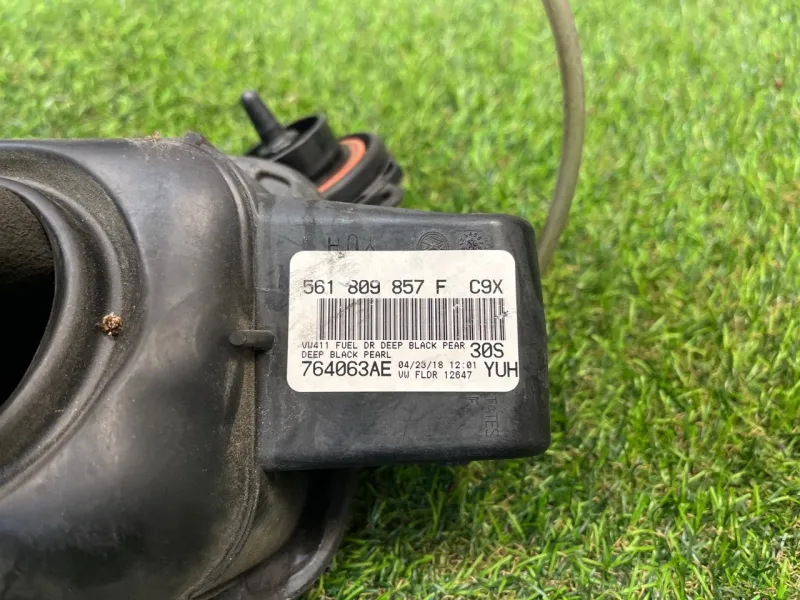 YUH
561 809 857 F C9X
VW411 FUEL DR DEEP BLACK PEAR
DEEP BLACK PEARL
30S
764063AE
04/23/18 12:01
VW FLDR 12647
YUH